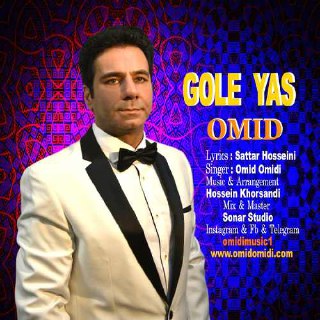 GOLE YAS
OMID
Lyrics : Sattar Hosseini
Singer : Omid Omidi
Music & Arrangement
Hossein Khorsandi
Mix & Master
Sonar Studio
Instagram & Fb & Telegram
omidimusic1
www.omidomidi.com